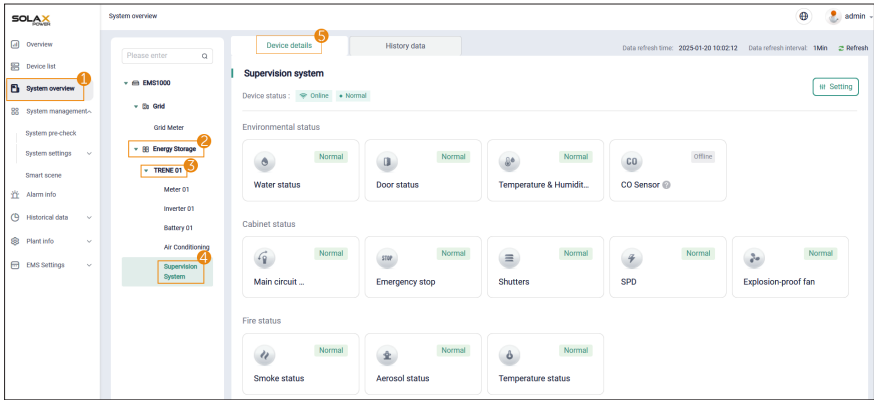 SOLAX
POWER
System overview
admin
Overview
Device list
1
System overview
System management
System pre-check
System settings
Smart scene
Alarm info
Historical data
Plant info
EMS Settings
Please enter
EMS1000
Grid
Grid Meter
2
Energy Storage
3
TRENE 01
Meter 01
Inverter 01
Battery 01
Air Conditioning
4
Supervision
System
5
Device details
History data
Data refresh time: 2025-01-20 10:02:12 Data refresh interval: 1Min Refresh
Supervision system
Setting
Device status : Online Normal
Environmental status
Normal
Water status
Normal
Door status
Normal
Temperature & Humidit...
CO
Offline
CO Sensor ?
Cabinet status
Normal
Main circuit ...
STOP
Normal
Emergency stop
Normal
Shutters
Normal
SPD
Normal
Explosion-proof fan
Fire status
Normal
Smoke status
Normal
Aerosol status
Normal
Temperature status